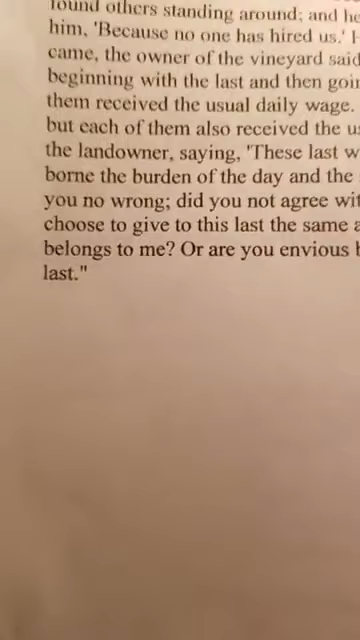 found others standing around; and he
him, 'Because no one has hired us.'
came, the owner of the vineyard said
beginning with the last and then goin
them received the usual daily wage.
but each of them also received the us
the landowner, saying, 'These last w
borne the burden of the day and the
you no wrong; did you not agree wit
choose to give to this last the same a
belongs to me? Or are you envious b
last."